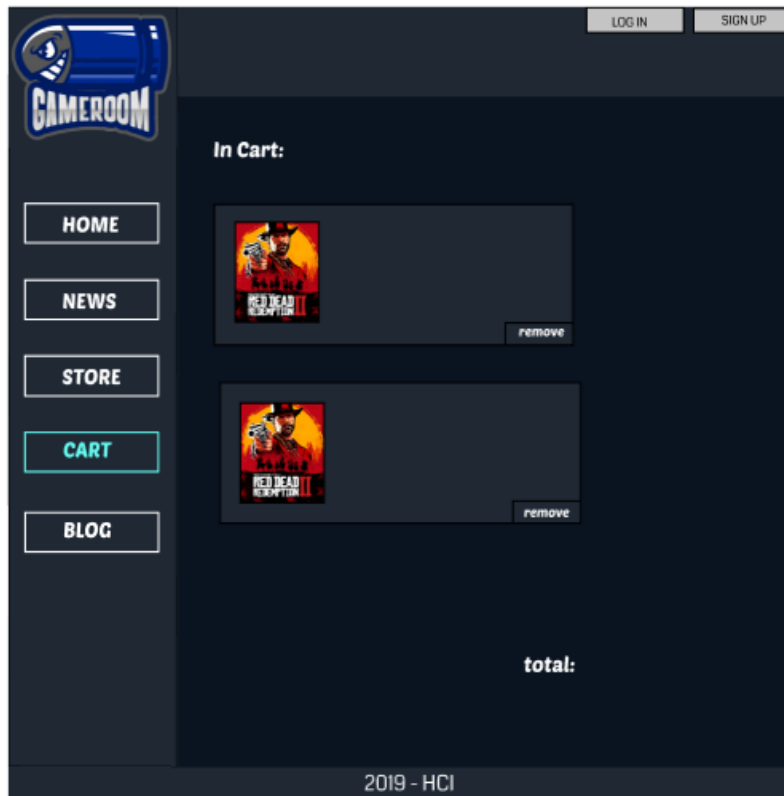 LOG IN
SIGN UP
GAMEROOM
In Cart:
HOME
NEWS
STORE
CART
BLOG
RED DEAD
REDEMPTION II
remove
RED DEAD
REDEMPTION II
remove
total:
2019 - HCI